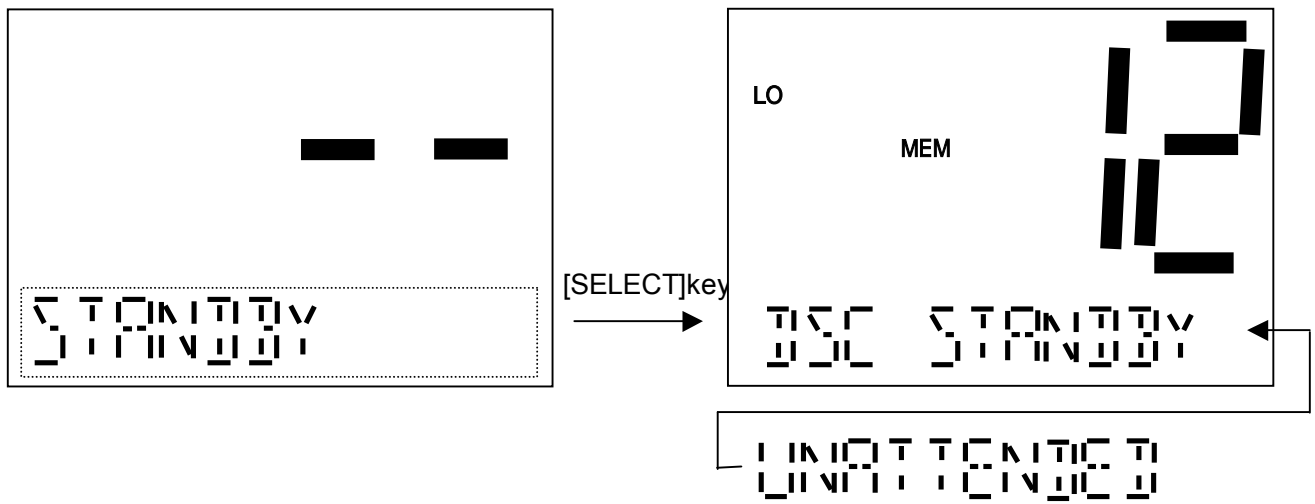 - -
STANDBY
[SELECT]key
LO
MEM
12
DSC STANDBY
UNATTENDED